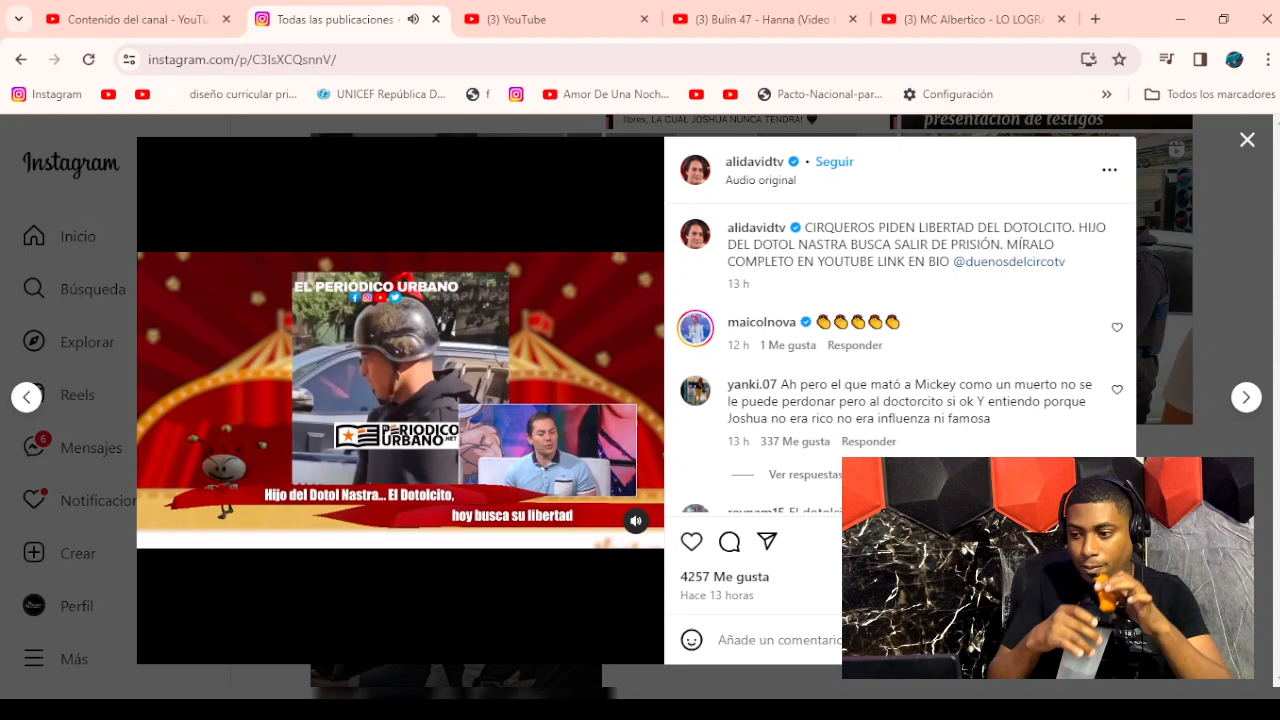 Contenido del canal - YouTu
Todas las publicaciones
(3) YouTube
(3) Bulin 47 - Hanna (Video C
(3) MC Albertico - LO LOGRA
instagram.com/p/C3IsXCQsnnV/
Instagram
diseño curricular pri...
UNICEF República D...
f
Amor De Una Noch...
Pacto-Nacional-par...
Configuración
Todos los marcadores
libres, LA CUAL JOSHUA NUNCA TENDRA!
presentación de testigos
Instagram
Inicio
Búsqueda
Explorar
Reels
6
Mensajes
Notificacion
Crear
Perfil
Más
EL PERIÓDICO URBANO
EL PERIODICO
URBANO.NET
Hijo del Dotol Nastra... El Dotolcito,
hoy busca su libertad
alidavidtv • Seguir
Audio original
alidavidtv CIRQUEROS PIDEN LIBERTAD DEL DOTOLCITO. HIJO
DEL DOTOL NASTRA BUSCA SALIR DE PRISIÓN. MÍRALO
COMPLETO EN YOUTUBE LINK EN BIO @duenosdelcircotv
13 h
maicolnova
12 h 1 Me gusta Responder
yanki.07 Ah pero el que mató a Mickey como un muerto no se
le puede perdonar pero al doctorcito si ok Y entiendo porque
Joshua no era rico no era influenza ni famosa
13 h 337 Me gusta Responder
Ver respuestas
4257 Me gusta
Hace 13 horas
Añade un comentario